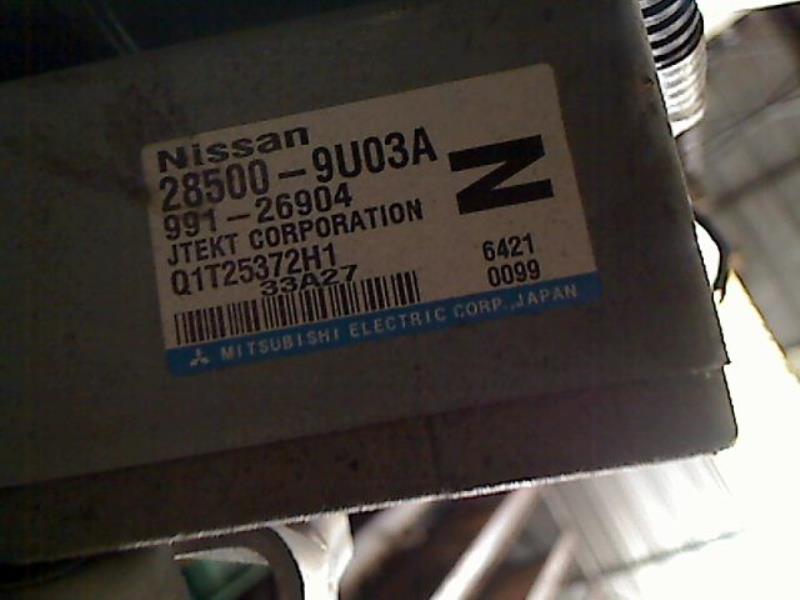 Nissan
28500-9U03A
N
991-26904
JTEKT CORPORATION
Q1T25372H1
6421
33A27
0099
MITSUBISHI ELECTRIC CORP., JAPAN